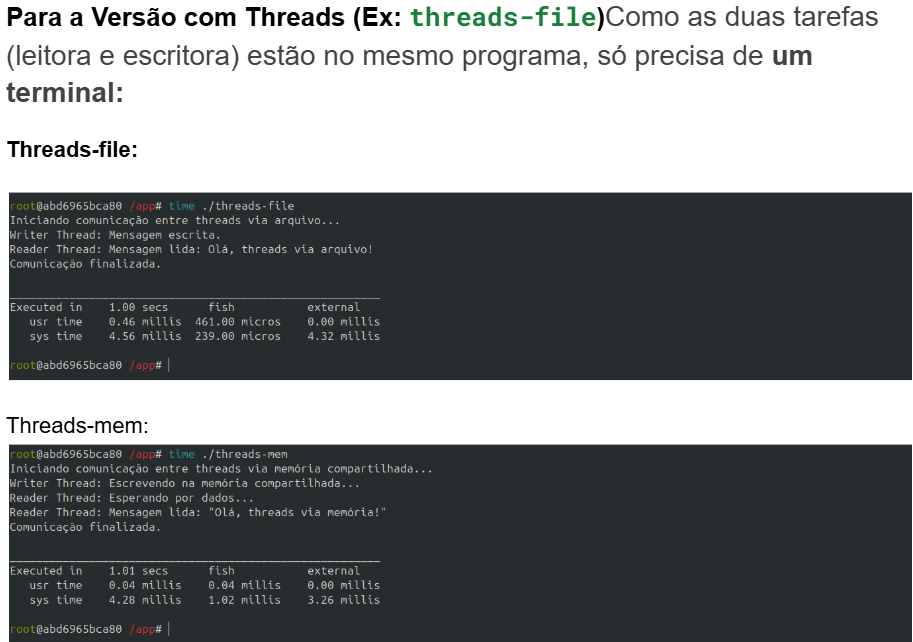 Para a Versão com Threads (Ex: threads-file)Como as duas tarefas
(leitora e escritora) estão no mesmo programa, só precisa de um
terminal:
Threads-file:
root@abd6965bca80 /app# time ./threads-file
Iniciando comunicação entre threads via arquivo...
Writer Thread: Mensagem escrita.
Reader Thread: Mensagem lida: Olá, threads via arquivo!
Comunicação finalizada.
________________________________________________________
Executed in    1.00 secs      fish           external
   usr time    0.46 millis  461.00 micros    0.00 millis
   sys time    4.56 millis  239.00 micros    4.32 millis
root@abd6965bca80 /app#
Threads-mem:
root@abd6965bca80 /app# time ./threads-mem
Iniciando comunicação entre threads via memória compartilhada...
Writer Thread: Escrevendo na memória compartilhada...
Reader Thread: Esperando por dados...
Reader Thread: Mensagem lida: "Olá, threads via memória!"
Comunicação finalizada.
________________________________________________________
Executed in    1.01 secs      fish           external
   usr time    0.04 millis    0.04 millis    0.00 millis
   sys time    4.28 millis    1.02 millis    3.26 millis
root@abd6965bca80 /app#